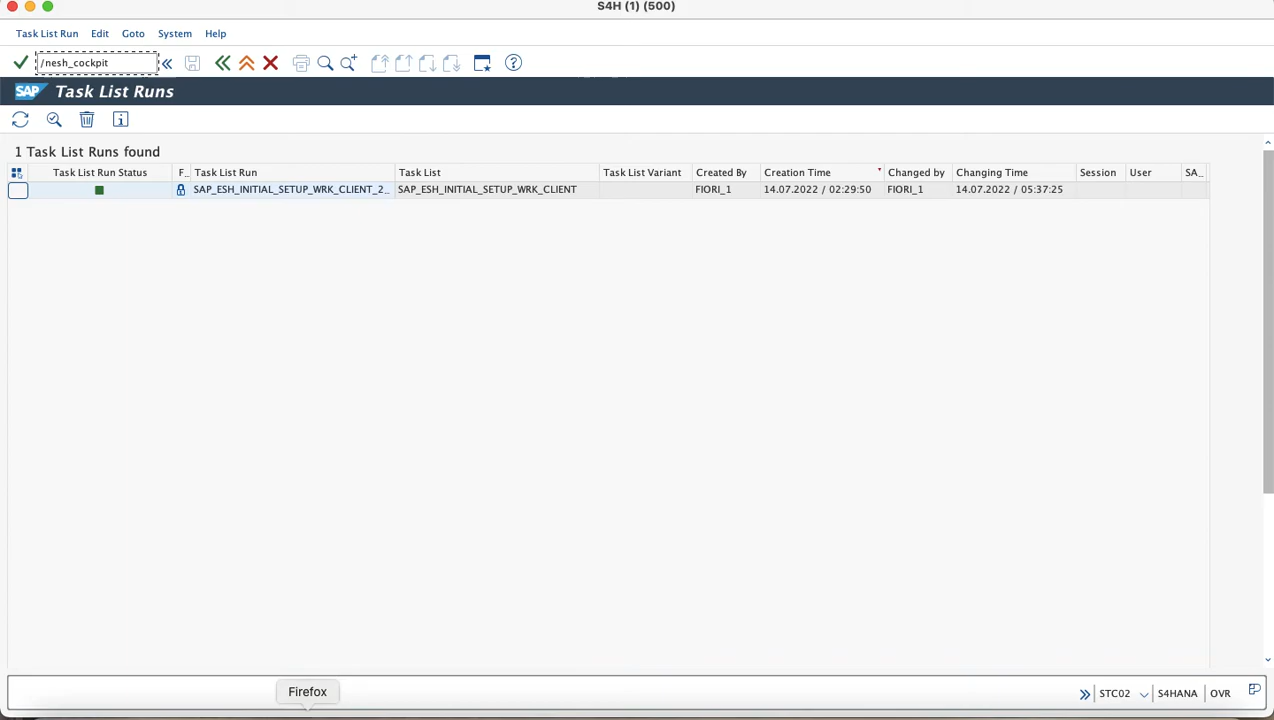 S4H (1) (500)
Task List Run Edit Goto System Help
/nesh_cockpit
SAP Task List Runs
1 Task List Runs found
Task List Run Status F.. Task List Run Task List Task List Variant Created By Creation Time Changed by Changing Time Session User SA..
SAP_ESH_INITIAL_SETUP_WRK_CLIENT_2.. SAP_ESH_INITIAL_SETUP_WRK_CLIENT FIORI_1 14.07.2022 / 02:29:50 FIORI_1 14.07.2022 / 05:37:25
Firefox
STC02 S4HANA OVR